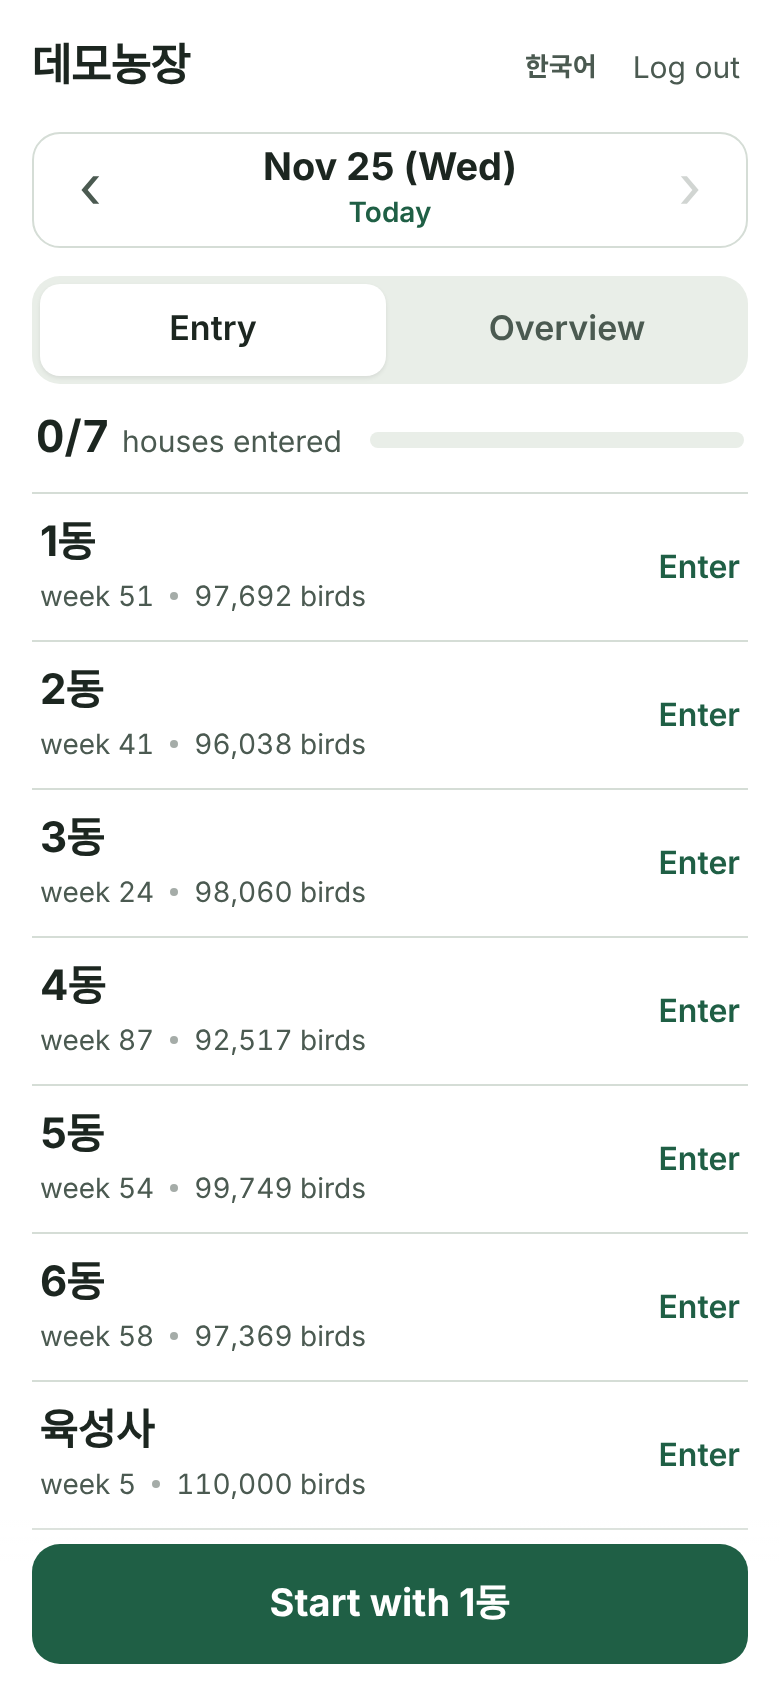 데모농장
한국어 Log out
Nov 25 (Wed)
Today
Entry Overview
0/7 houses entered
1동
week 51 • 97,692 birds
Enter
2동
week 41 • 96,038 birds
Enter
3동
week 24 • 98,060 birds
Enter
4동
week 87 • 92,517 birds
Enter
5동
week 54 • 99,749 birds
Enter
6동
week 58 • 97,369 birds
Enter
육성사
week 5 • 110,000 birds
Enter
Start with 1동